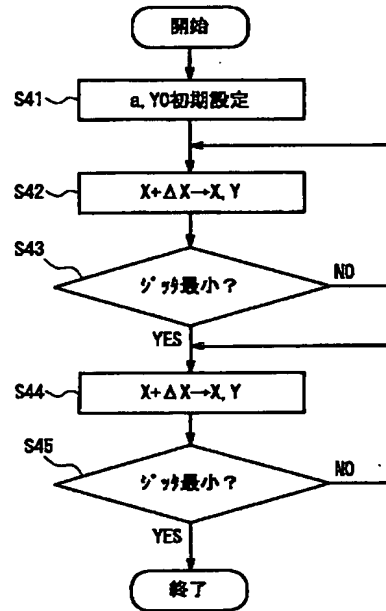 開始
S41
a,Y0初期設定
S42
X+ΔX→X,Y
S43
ジッタ最小?
NO
YES
S44
X+ΔX→X,Y
S45
ジッタ最小?
NO
YES
終了